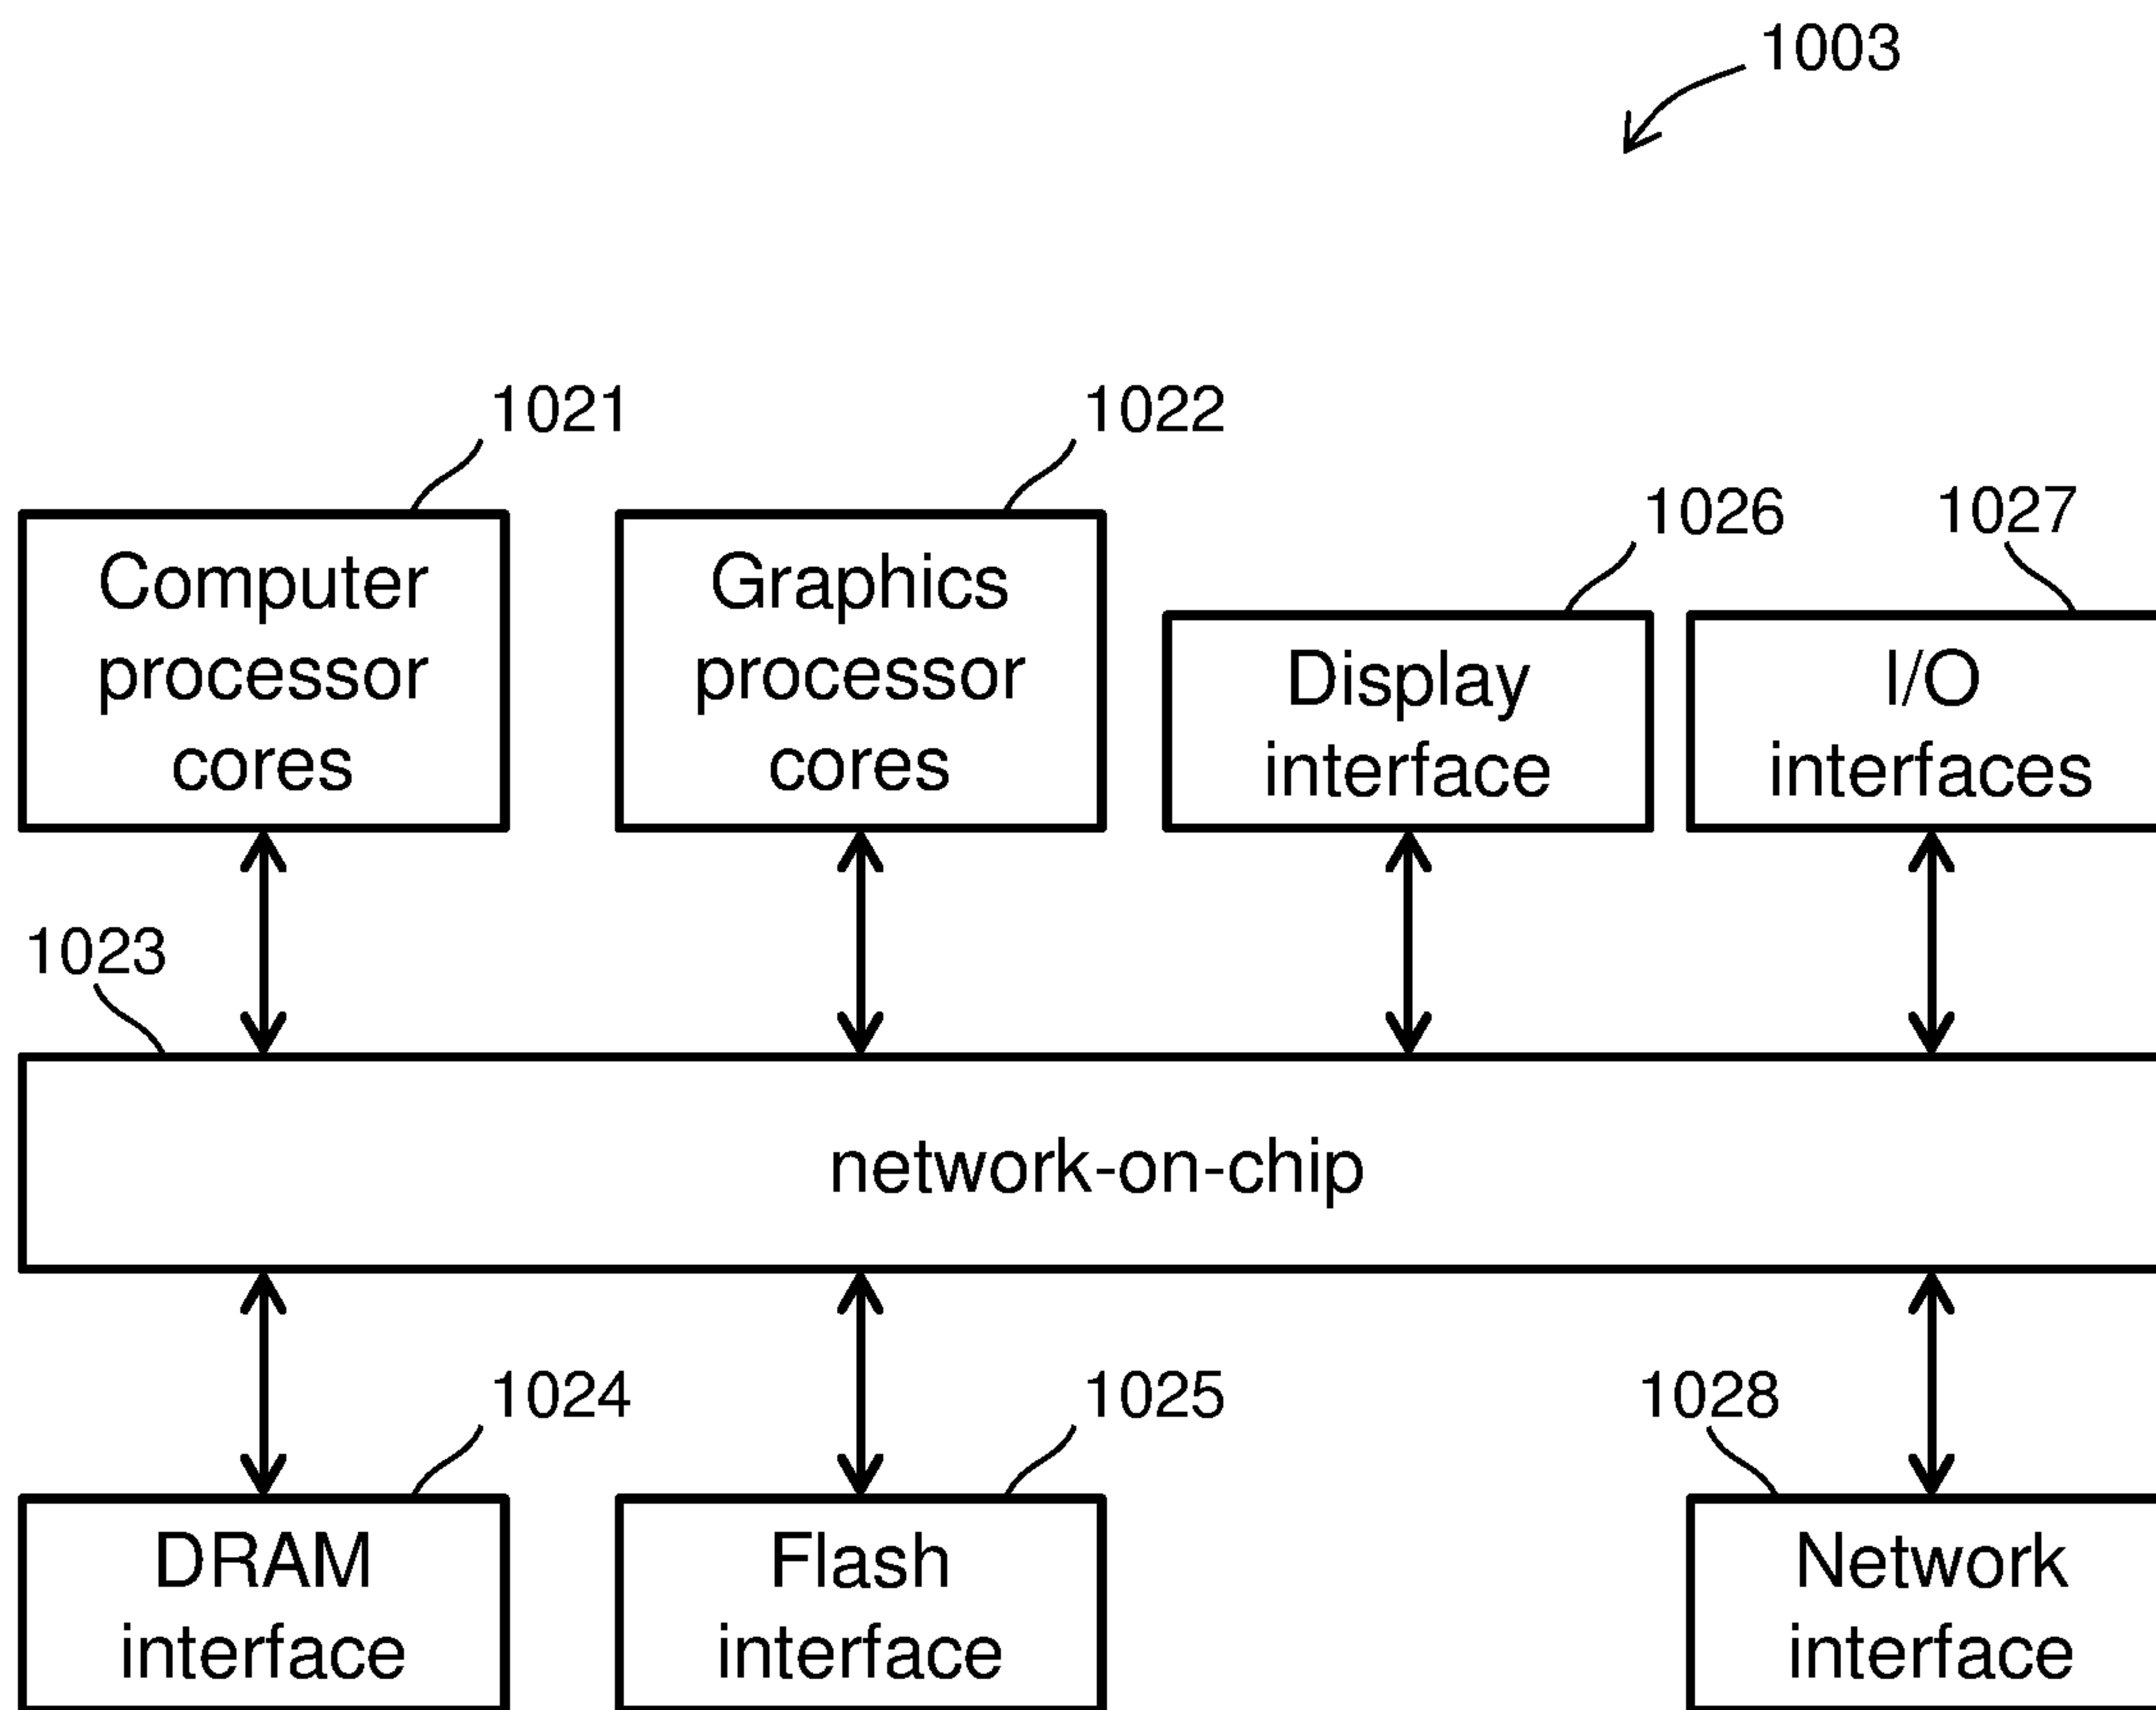 1003
1021
1022
1026
1027
Computer
processor
cores
Graphics
processor
cores
Display
interface
I/O
interfaces
1023
network-on-chip
1024
1025
1028
DRAM
interface
Flash
interface
Network
interface